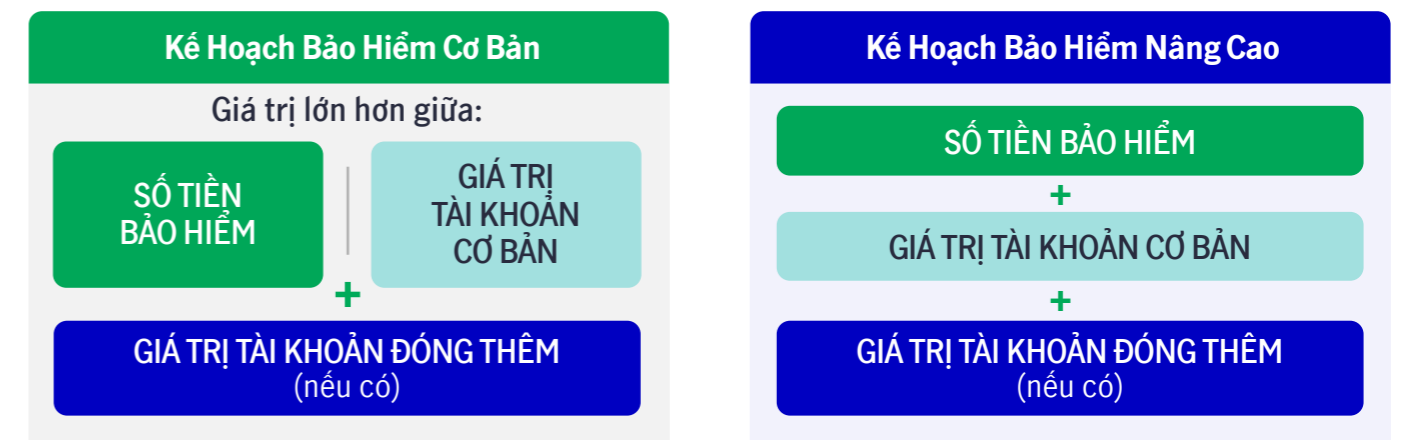 Kế Hoạch Bảo Hiểm Cơ Bản
Giá trị lớn hơn giữa:
SỐ TIỀN
BẢO HIỂM
GIÁ TRỊ
TÀI KHOẢN
CƠ BẢN
+
GIÁ TRỊ TÀI KHOẢN ĐÓNG THÊM
(nếu có)
Kế Hoạch Bảo Hiểm Nâng Cao
SỐ TIỀN BẢO HIỂM
+
GIÁ TRỊ TÀI KHOẢN CƠ BẢN
+
GIÁ TRỊ TÀI KHOẢN ĐÓNG THÊM
(nếu có)